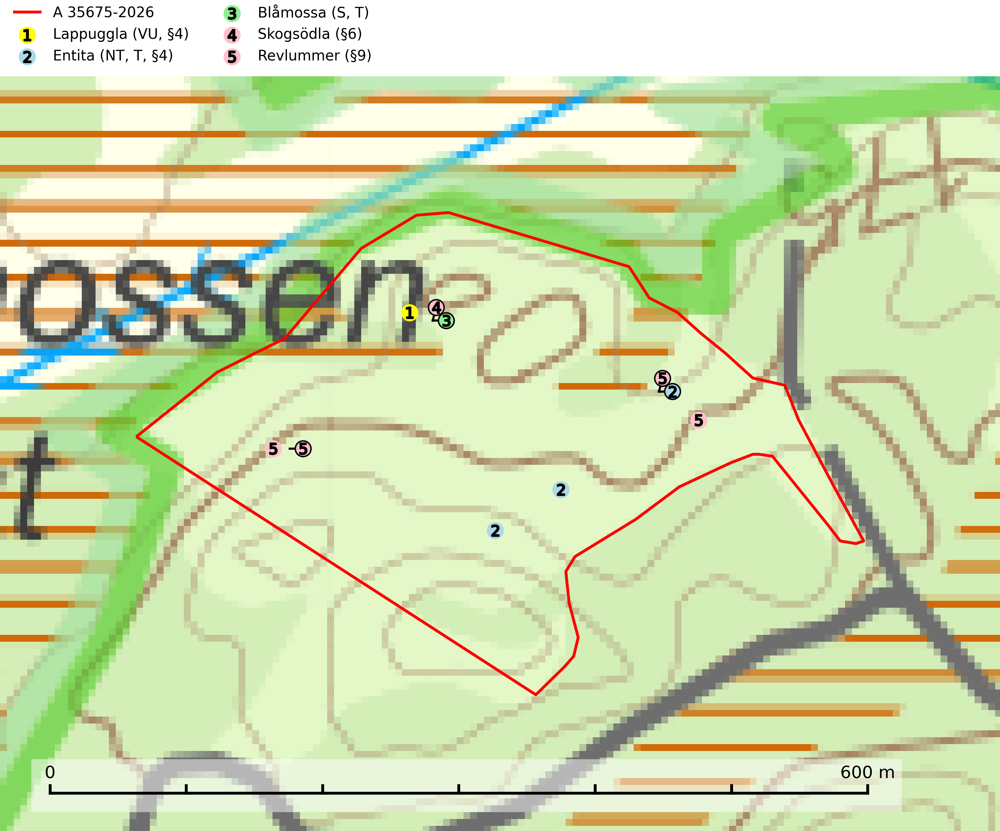 A 35675-2026
1 Lappuggla (VU, §4)
2 Entita (NT, T, §4)
3 Blåmossa (S, T)
4 Skogsödla (§6)
5 Revlummer (§9)
ossen
1
4
3
5
2
5
5
5
t
2
2
0
600 m